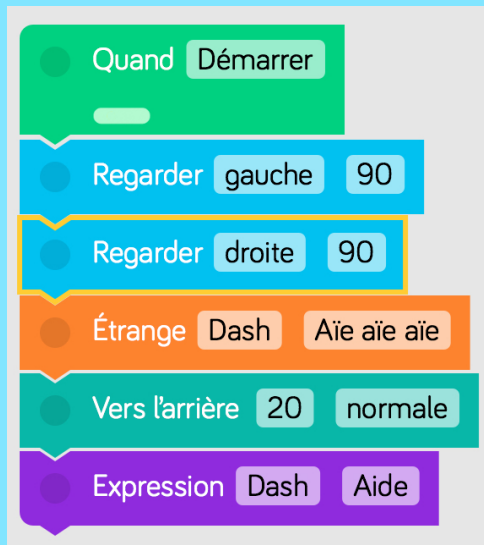 Quand Démarrer
Regarder gauche 90
Regarder droite 90
Étrange Dash Aïe aïe aïe
Vers l'arrière 20 normale
Expression Dash Aide